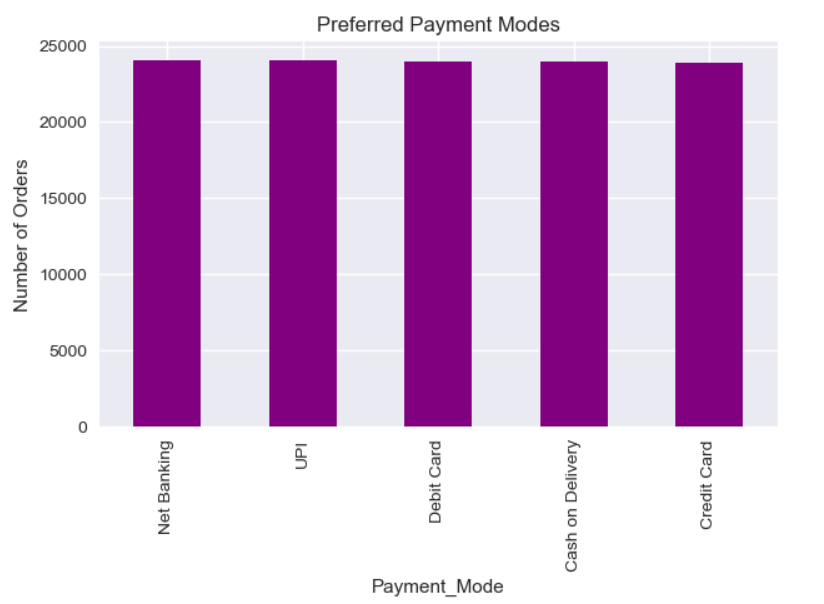 Preferred Payment Modes
25000
20000
15000
10000
5000
0
Number of Orders
Net Banking
UPI
Debit Card
Cash on Delivery
Credit Card
Payment_Mode